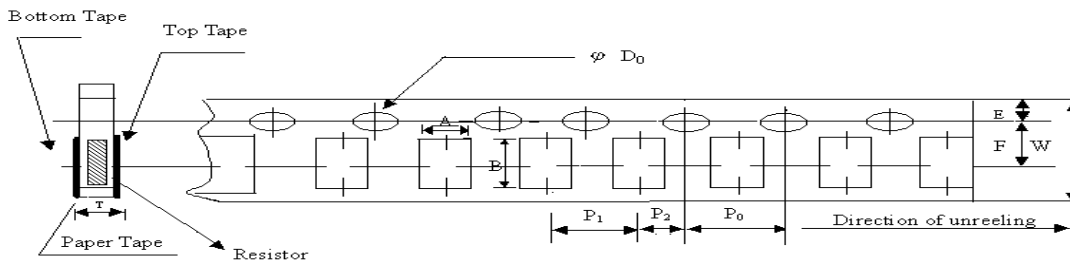 Bottom Tape
Top Tape
φ D₀
A
E
B
F W
T
P₁ P₂ P₀
Direction of unreeling
Paper Tape
Resistor